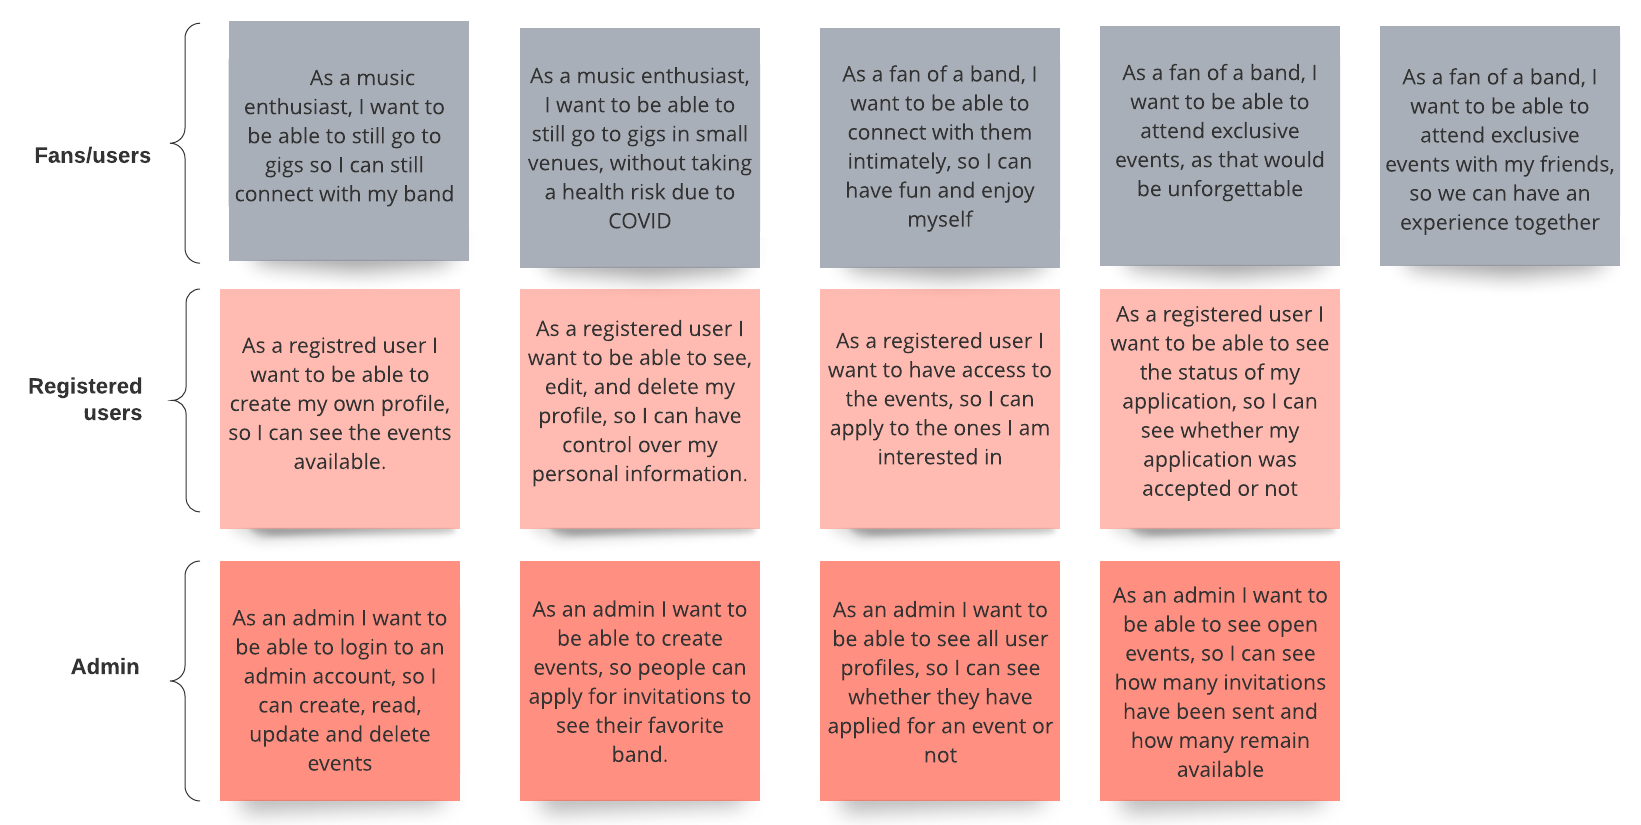 Fans/users
As a music
enthusiast, I want to
be able to still go to
gigs so I can still
connect with my band
As a music enthusiast,
I want to be able to
still go to gigs in small
venues, without taking
a health risk due to
COVID
As a fan of a band, I
want to be able to
connect with them
intimately, so I can
have fun and enjoy
myself
As a fan of a band, I
want to be able to
attend exclusive
events, as that would
be unforgettable
As a fan of a band, I
want to be able to
attend exclusive
events with my friends,
so we can have an
experience together
Registered
users
As a registred user I
want to be able to
create my own profile,
so I can see the events
available.
As a registered user I
want to be able to see,
edit, and delete my
profile, so I can have
control over my
personal information.
As a registered user I
want to have access to
the events, so I can
apply to the ones I am
interested in
As a registered user I
want to be able to see
the status of my
application, so I can
see whether my
application was
accepted or not
Admin
As an admin I want to
be able to login to an
admin account, so I
can create, read,
update and delete
events
As an admin I want to
be able to create
events, so people can
apply for invitations to
see their favorite
band.
As an admin I want to
be able to see all user
profiles, so I can see
whether they have
applied for an event or
not
As an admin I want to
be able to see open
events, so I can see
how many invitations
have been sent and
how many remain
available